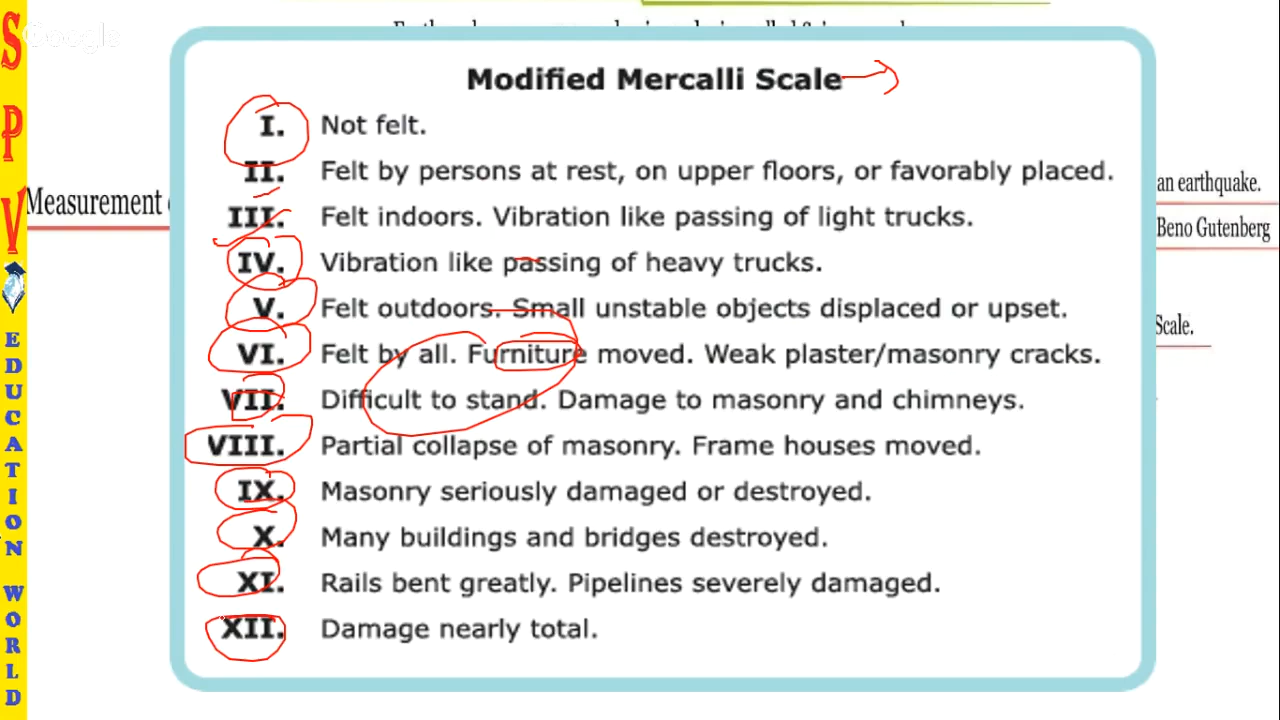 Google
S P V EDUCATION WORLD
Modified Mercalli Scale
I. Not felt.
II. Felt by persons at rest, on upper floors, or favorably placed.
III. Felt indoors. Vibration like passing of light trucks.
IV. Vibration like passing of heavy trucks.
V. Felt outdoors. Small unstable objects displaced or upset.
VI. Felt by all. Furniture moved. Weak plaster/masonry cracks.
VII. Difficult to stand. Damage to masonry and chimneys.
VIII. Partial collapse of masonry. Frame houses moved.
IX. Masonry seriously damaged or destroyed.
X. Many buildings and bridges destroyed.
XI. Rails bent greatly. Pipelines severely damaged.
XII. Damage nearly total.
Measurement
an earthquake.
Beno Gutenberg
Scale.